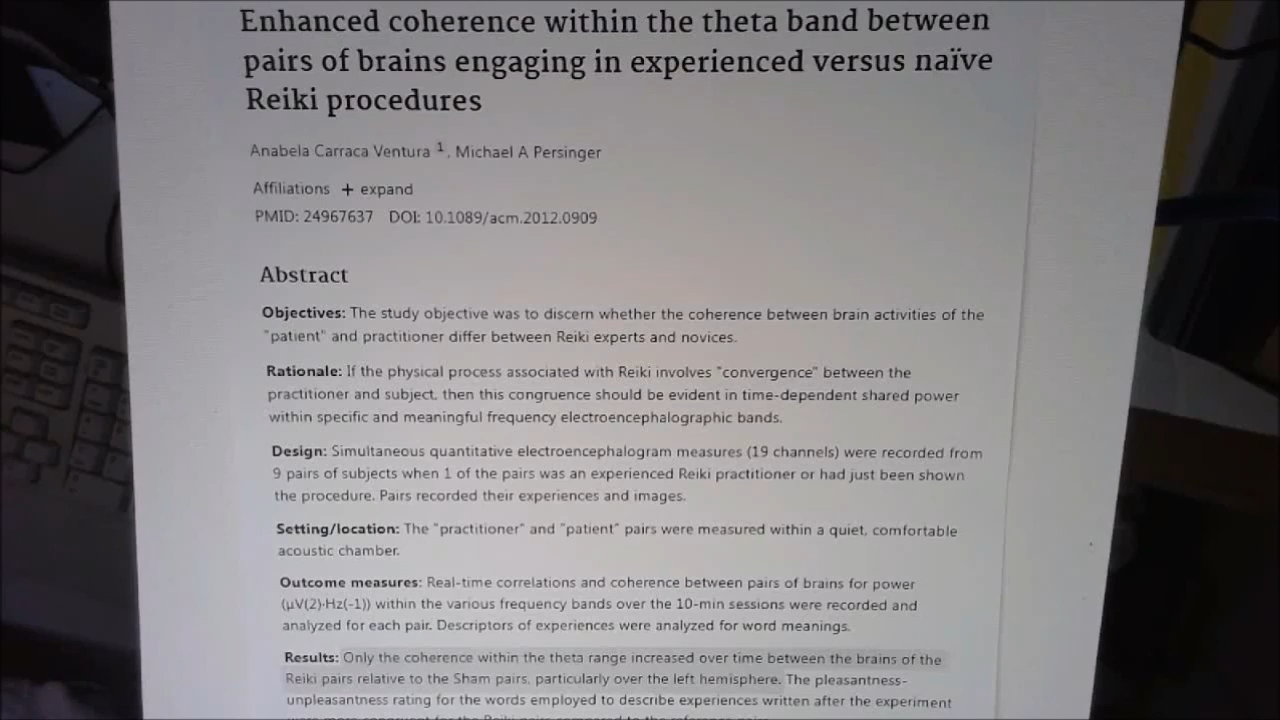 Enhanced coherence within the theta band between
pairs of brains engaging in experienced versus naïve
Reiki procedures
Anabela Carraca Ventura 1, Michael A Persinger
Affiliations + expand
PMID: 24967637 DOI: 10.1089/acm.2012.0909
Abstract
Objectives: The study objective was to discern whether the coherence between brain activities of the
"patient" and practitioner differ between Reiki experts and novices.
Rationale: If the physical process associated with Reiki involves "convergence" between the
practitioner and subject, then this congruence should be evident in time-dependent shared power
within specific and meaningful frequency electroencephalographic bands.
Design: Simultaneous quantitative electroencephalogram measures (19 channels) were recorded from
9 pairs of subjects when 1 of the pairs was an experienced Reiki practitioner or had just been shown
the procedure. Pairs recorded their experiences and images.
Setting/location: The "practitioner" and "patient" pairs were measured within a quiet, comfortable
acoustic chamber.
Outcome measures: Real-time correlations and coherence between pairs of brains for power
(μV(2)·Hz(-1)) within the various frequency bands over the 10-min sessions were recorded and
analyzed for each pair. Descriptors of experiences were analyzed for word meanings.
Results: Only the coherence within the theta range increased over time between the brains of the
Reiki pairs relative to the Sham pairs, particularly over the left hemisphere. The pleasantness-
unpleasantness rating for the words employed to describe experiences written after the experiment